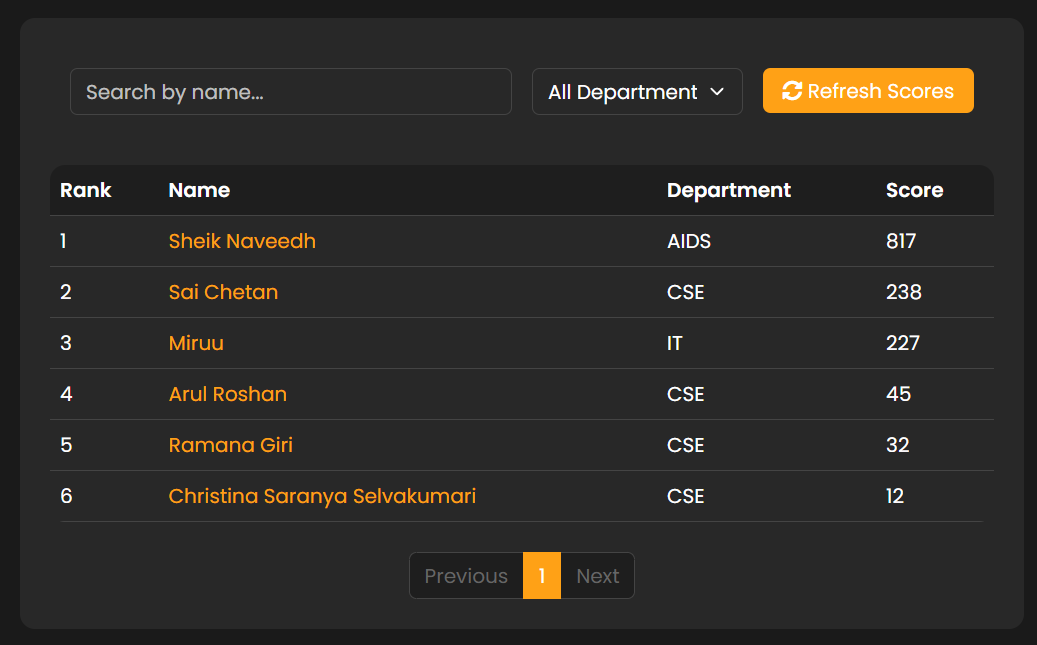 Search by name...
All Department
Refresh Scores
Rank Name Department Score
1 Sheik Naveedh AIDS 817
2 Sai Chetan CSE 238
3 Miruu IT 227
4 Arul Roshan CSE 45
5 Ramana Giri CSE 32
6 Christina Saranya Selvakumari CSE 12
Previous 1 Next